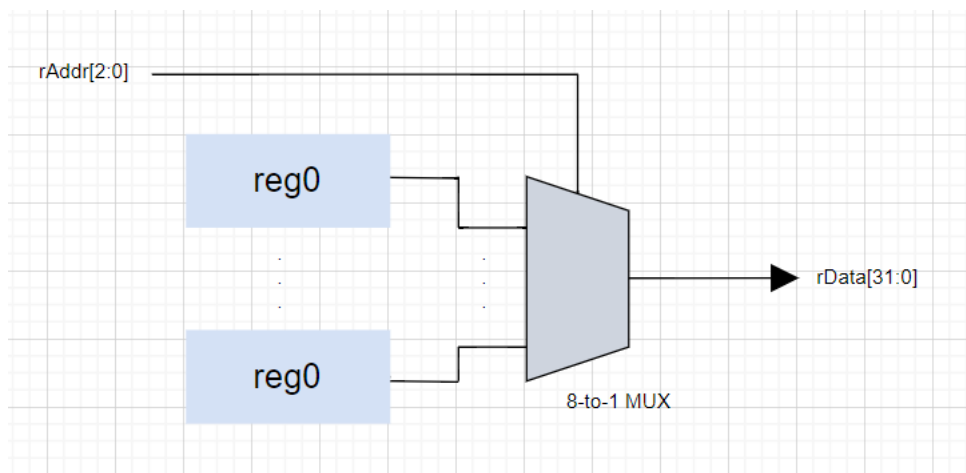 rAddr[2:0]
reg0
reg0
rData[31:0]
8-to-1 MUX